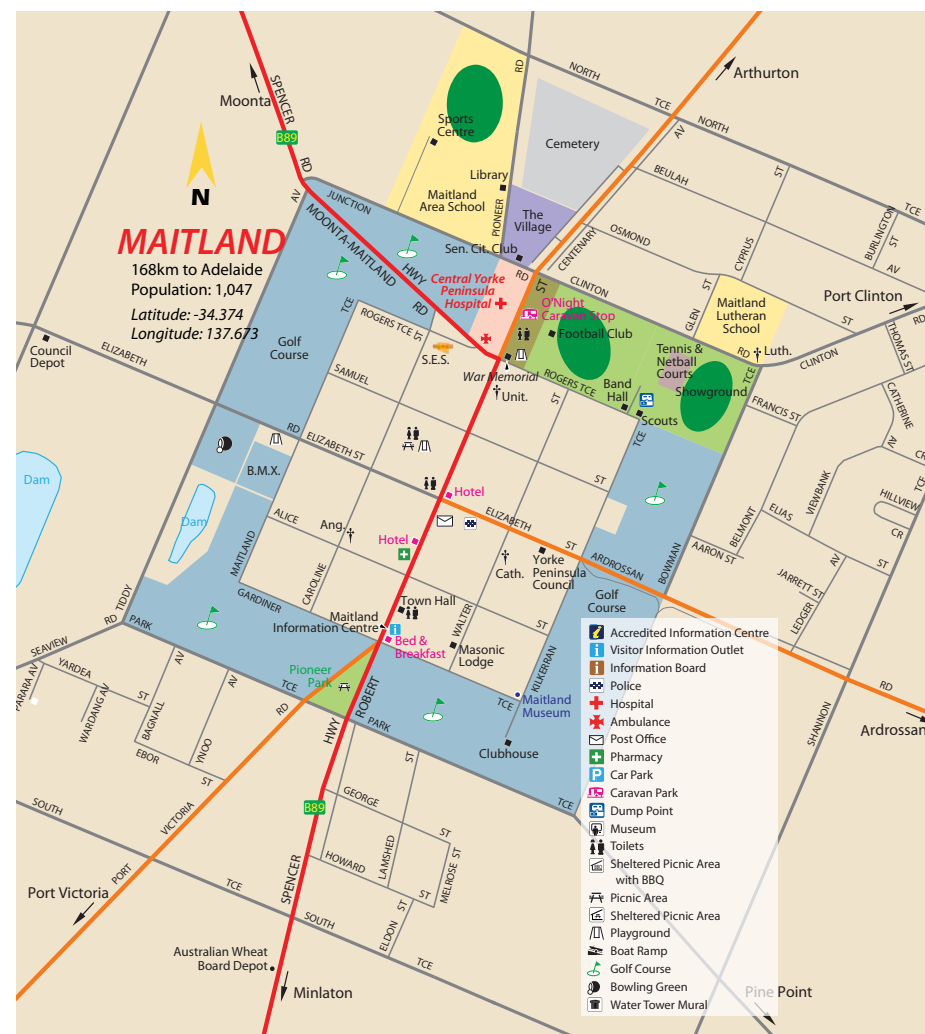 Arthurton
NORTH
TCE
NORTH
RD
SPENCER
Moonta
B89
RD
Sports
Centre
Cemetery
AV
ST
BEULAH
TCE
Library
N
AV
JUNCTION
Maitland
Area School
PIONEER
The
Village
BURLINGTON
ST
OSMOND
CYPRUS
AV
MAITLAND
MOONTA-MAITLAND
HWY
RD
Sen. Cit. Club
CENTENARY
RD
ST
CLINTON
168km to Adelaide
Population: 1,047
Latitude: -34.374
Longitude: 137.673
Central Yorke
Peninsula
Hospital
O'Night
Caravan Stop
ST
GLEN
Maitland
Lutheran
School
Port Clinton
ST
RD
TCE
ROGERS TCE
ST
Football Club
Council
Depot
ELIZABETH
Golf
Course
S.E.S.
War Memorial
Tennis &
Netball
Courts
RD
Luth.
CLINTON
THOMAS ST
SAMUEL
Unit.
ROGERS TCE
Band
Hall
Showground
TCE
CATHERINE
ST
Scouts
FRANCIS ST
AV
RD
ELIZABETH ST
TCE
CR
B.M.X.
ST
VIEWBANK
TCE
HILLVIEW
Dam
Dam
Hotel
CR
ALICE
Ang.
ELIZABETH
ELIAS
BELMONT
Hotel
ST
ARDROSSAN
AARON ST
AV
ST
MAITLAND
CAROLINE
Cath.
Yorke
Peninsula
Council
BOWMAN
JARRETT ST
TIDDY
GARDINER
Town Hall
Golf
Course
LEDGER
RD
PARK
Maitland
Information Centre
WALTER
ST
SEAVIEW
Bed &
Breakfast
Masonic
Lodge
KILKERRAN
YARDEA
AV
Pioneer
Park
PARARA AV
WARDANG AV
ST
BAGNALL
AV
TCE
ROBERT
TCE
Maitland
Museum
RD
SHANNON
Ardrossan
EBOR
YNOO
RD
HWY
PARK
Clubhouse
ST
ST
SOUTH
VICTORIA
GEORGE
B89
TCE
ST
PORT
HOWARD
LAMSHED
MELROSE ST
Port Victoria
TCE
SPENCER
ST
ST
SOUTH
ELDON
Australian Wheat
Board Depot
TCE
Minlaton
Pine Point
Accredited Information Centre
Visitor Information Outlet
Information Board
Police
Hospital
Ambulance
Post Office
Pharmacy
Car Park
Caravan Park
Dump Point
Museum
Toilets
Sheltered Picnic Area
with BBQ
Picnic Area
Sheltered Picnic Area
Playground
Boat Ramp
Golf Course
Bowling Green
Water Tower Mural